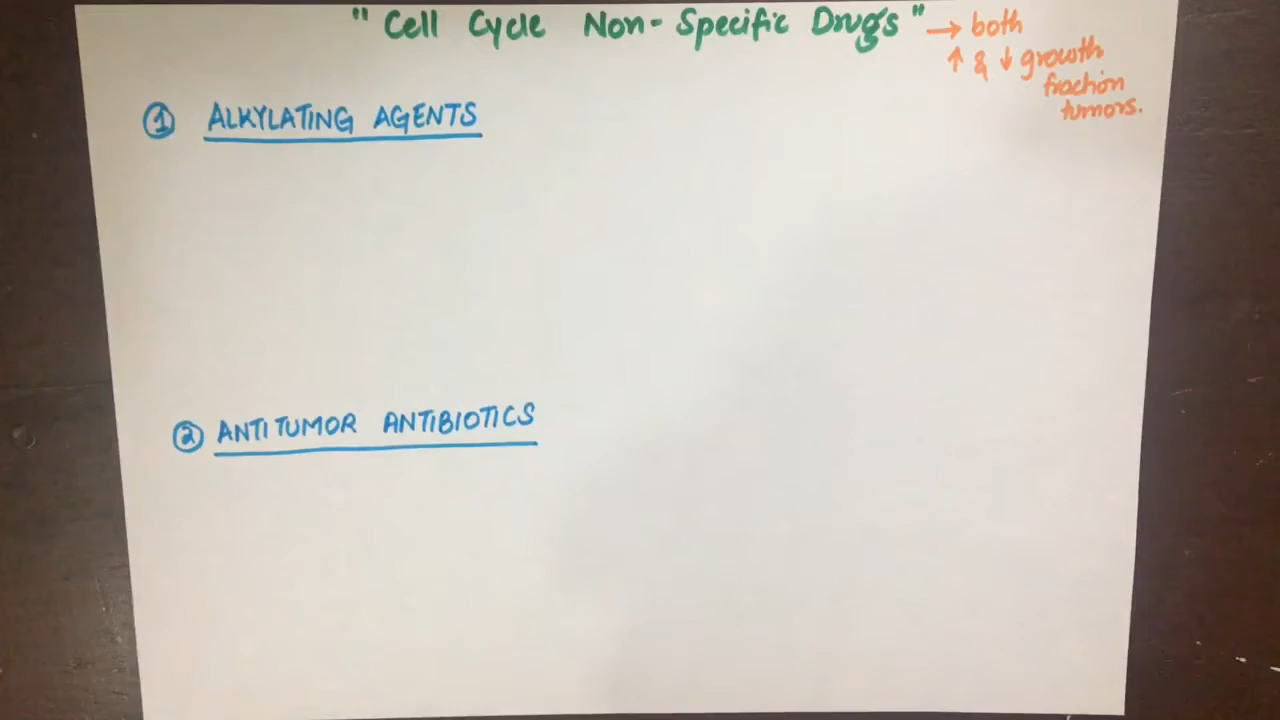 " Cell Cycle Non-Specific Drugs " → both
↑ & ↓ growth
fraction
tumors.
① ALKYLATING AGENTS
② ANTITUMOR ANTIBIOTICS